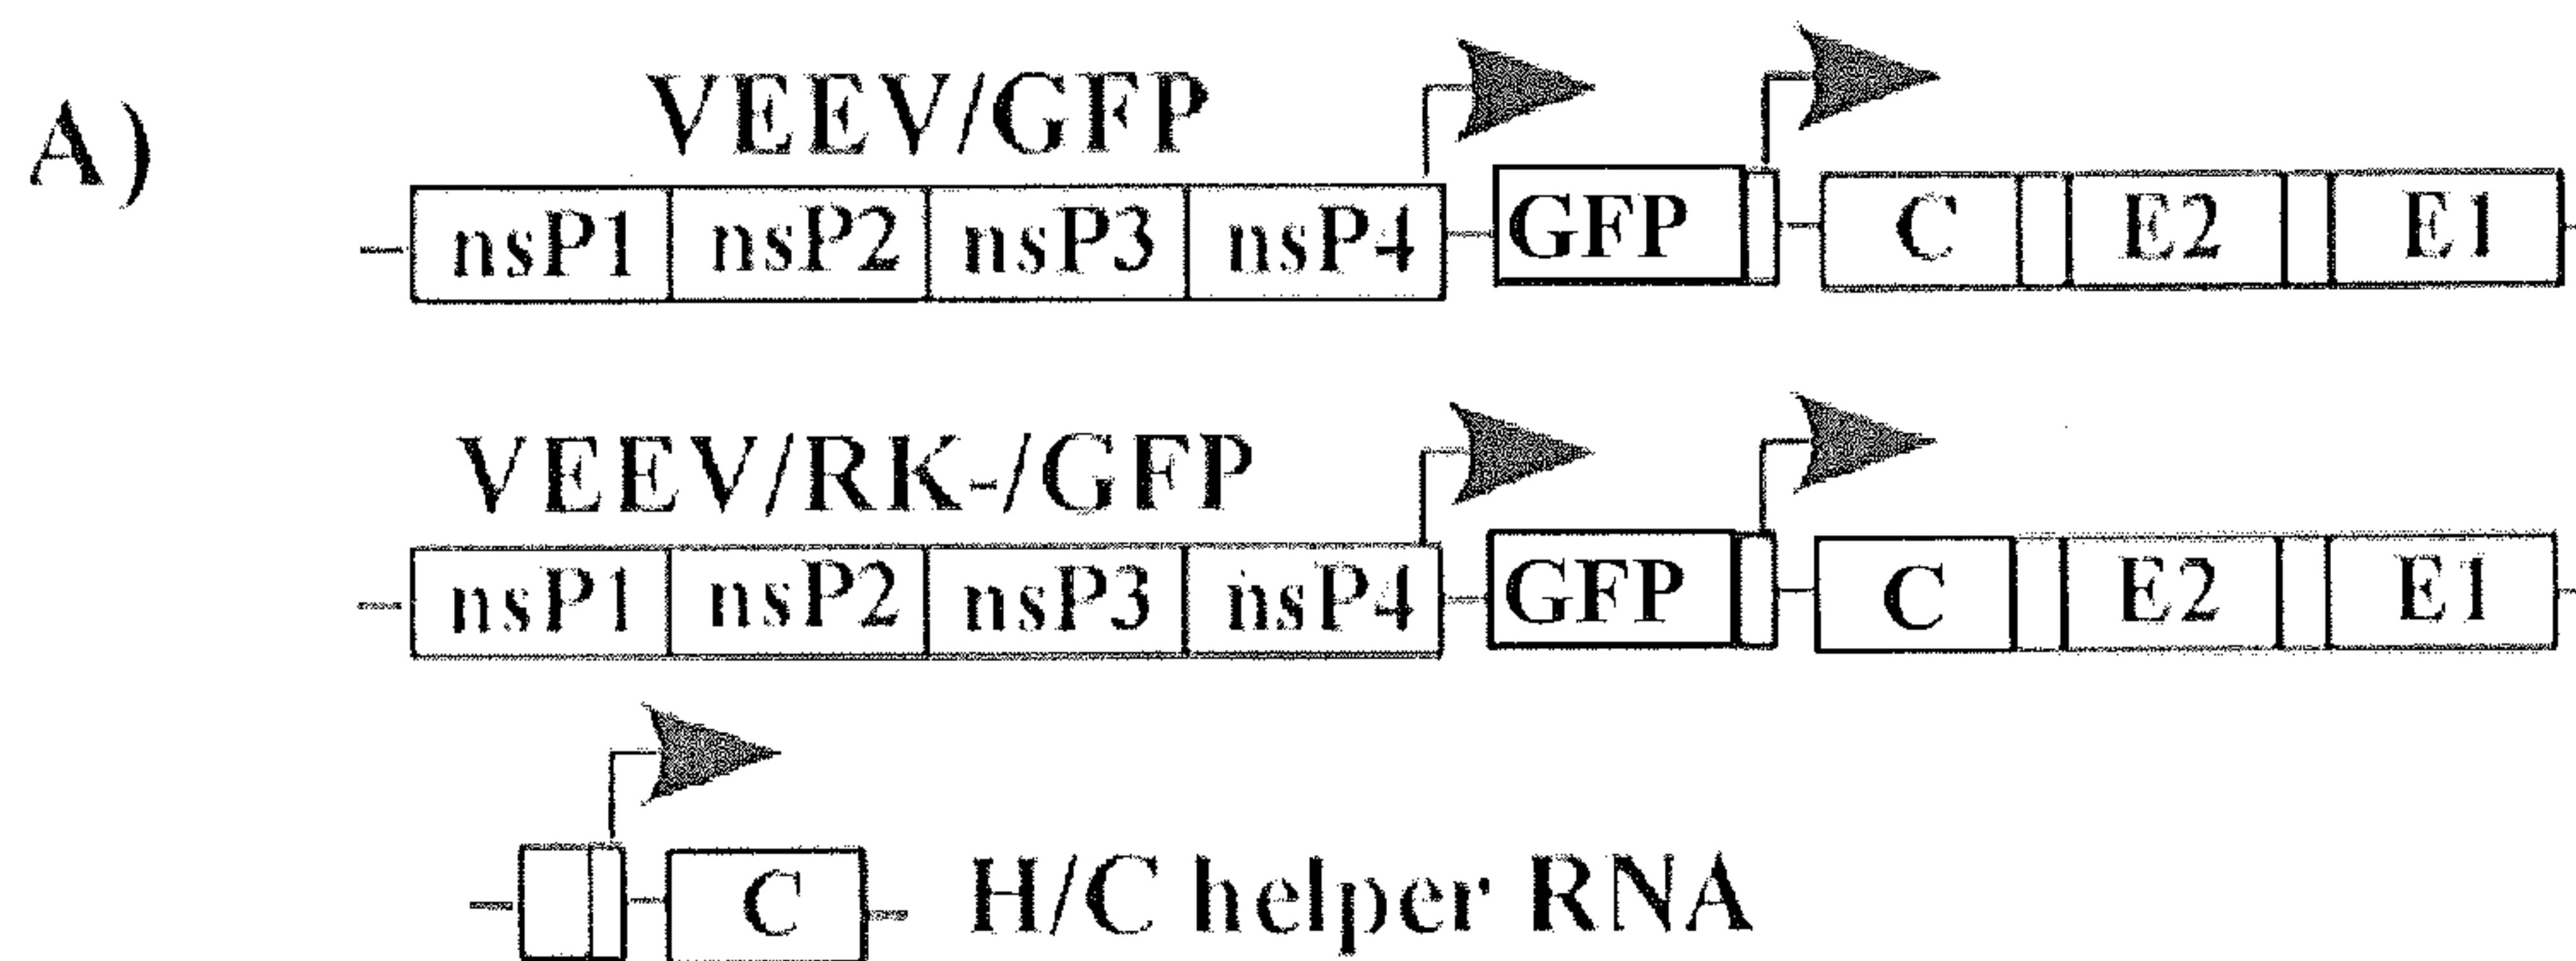 A)
VEEV/GFP
nsP1 nsP2 nsP3 nsP4 GFP C E2 E1
VEEV/RK-/GFP
nsP1 nsP2 nsP3 nsP4 GFP C E2 E1
C H/C helper RNA